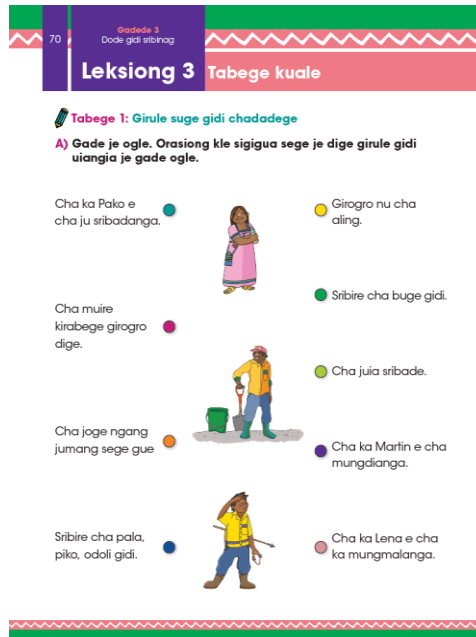 70
Gadede 3
Dode gidi sribinag
Leksiong 3
Tabege kuale
Tabege 1: Girule suge gidi chadadege
A) Gade je ogle. Orasiong kle sigigua sege je dige girule gidi
uiangia je gade ogle.
Cha ka Pako e
cha ju sribadanga.
Cha muire
kirabege girogro
dige.
Cha joge ngang
jumang sege gue
Sribire cha pala,
piko, odoli gidi.
Girogro nu cha
aling.
Sribire cha buge gidi.
Cha juia sribade.
Cha ka Martin e cha
mungdianga.
Cha ka Lena e cha
ka mungmalanga.